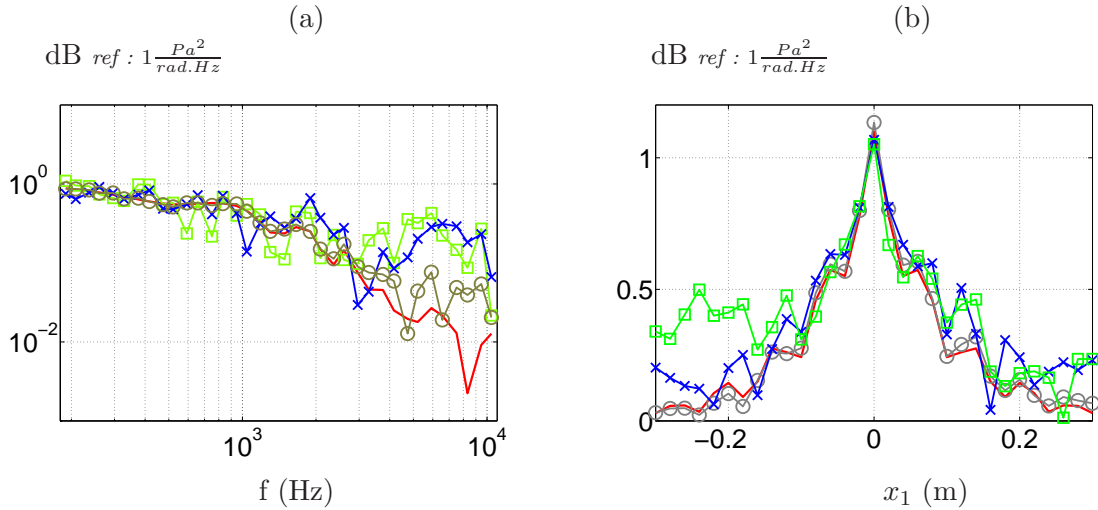 (a) (b)
dB ref : 1 Pa²/rad.Hz dB ref : 1 Pa²/rad.Hz
10⁰
10⁻²
10³ 10⁴
f (Hz)
1
0.5
0
−0.2 0 0.2
x₁ (m)